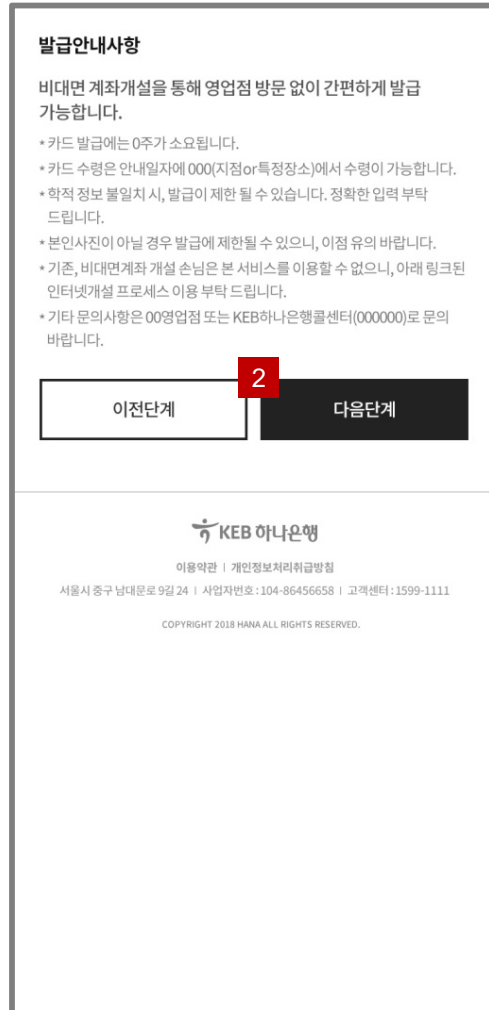 발급안내사항
비대면 계좌개설을 통해 영업점 방문 없이 간편하게 발급
가능합니다.
* 카드 발급에는 0주가 소요됩니다.
* 카드 수령은 안내일자에 000(지점or특정장소)에서 수령이 가능합니다.
* 학적 정보 불일치 시, 발급이 제한 될 수 있습니다. 정확한 입력 부탁
드립니다.
* 본인사진이 아닐 경우 발급에 제한될 수 있으니, 이점 유의 바랍니다.
* 기존, 비대면계좌 개설 손님은 본 서비스를 이용할 수 없으니, 아래 링크된
인터넷개설 프로세스 이용 부탁 드립니다.
* 기타 문의사항은 00영업점 또는 KEB하나은행콜센터(000000)로 문의
바랍니다.
2
이전단계 다음단계
KEB 하나은행
이용약관 | 개인정보처리취급방침
서울시 중구 남대문로 9길 24 | 사업자번호 : 104-86456658 | 고객센터 : 1599-1111
COPYRIGHT 2018 HANA ALL RIGHTS RESERVED.